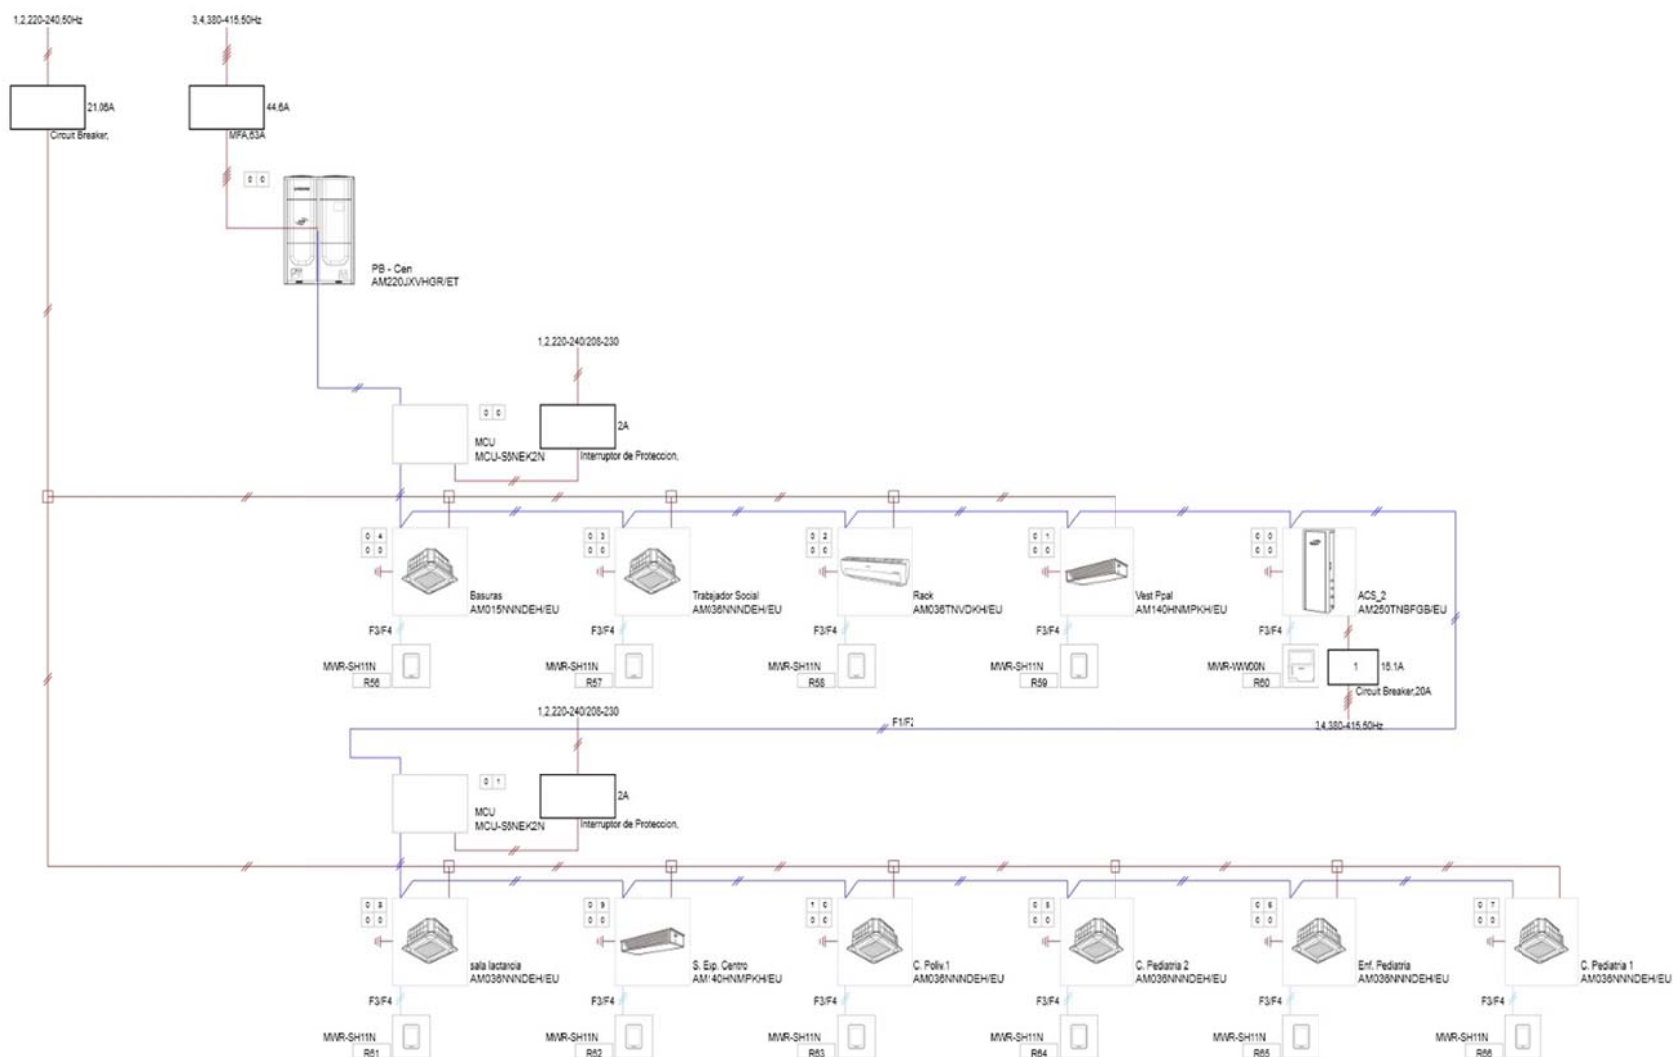 1,2,220-240,50Hz
3,4,380-415,50Hz
21.06A
Circuit Breaker,
44.6A
MFA,63A
0 0
PB - Cen
AM220JXVHGR/ET
1,2,220-240/208-230
0 0
MCU
MCU-S6NEK2N
2A
Interruptor de Proteccion,
0 4
0 0
Basuras
AM015NNNDEH/EU
0 3
0 0
Trabajador Social
AM036NNNDEH/EU
0 2
0 0
Rack
AM036TNVDKH/EU
0 1
0 0
Vest Ppal
AM140HNMPKH/EU
0 0
0 0
ACS_2
AM250TNBFGB/EU
F3/F4
F3/F4
F3/F4
F3/F4
F3/F4
MWR-SH11N
R56
MWR-SH11N
R57
MWR-SH11N
R58
MWR-SH11N
R59
MWR-WW00N
R60
1
16.1A
Circuit Breaker,20A
3,4,380-415,50Hz
1,2,220-240/208-230
F1/F2
0 1
MCU
MCU-S6NEK2N
2A
Interruptor de Proteccion,
0 8
0 0
sala lactancia
AM036NNNDEH/EU
0 9
0 0
S. Esp. Centro
AM140HNMPKH/EU
1 0
0 0
C. Poliv.1
AM036NNNDEH/EU
0 5
0 0
C. Pediatria 2
AM036NNNDEH/EU
0 6
0 0
Enf. Pediatria
AM036NNNDEH/EU
0 7
0 0
C. Pediatria 1
AM036NNNDEH/EU
F3/F4
F3/F4
F3/F4
F3/F4
F3/F4
F3/F4
MWR-SH11N
R61
MWR-SH11N
R62
MWR-SH11N
R63
MWR-SH11N
R64
MWR-SH11N
R65
MWR-SH11N
R66